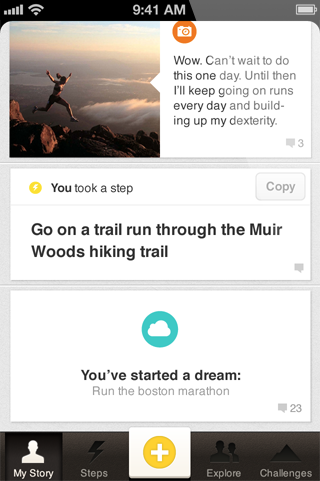 9:41 AM
Wow. Can't wait to do
this one day. Until then
I'll keep going on runs
every day and build-
ing up my dexterity.
3
You took a step
Copy
Go on a trail run through the Muir
Woods hiking trail
You've started a dream:
Run the boston marathon
23
My Story
Steps
Explore
Challenges